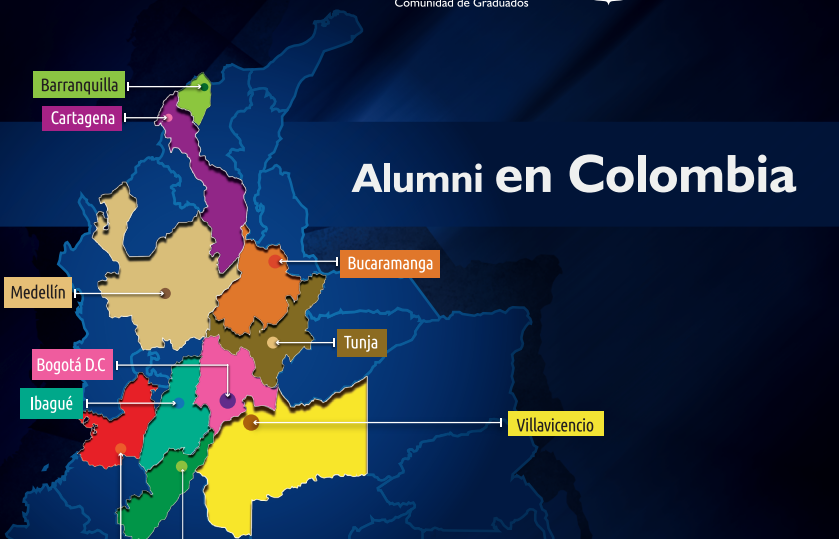 Comunidad de Graduados
Barranquilla
Cartagena
Alumni en Colombia
Bucaramanga
Medellín
Tunja
Bogotá D.C
Ibagué
Villavicencio